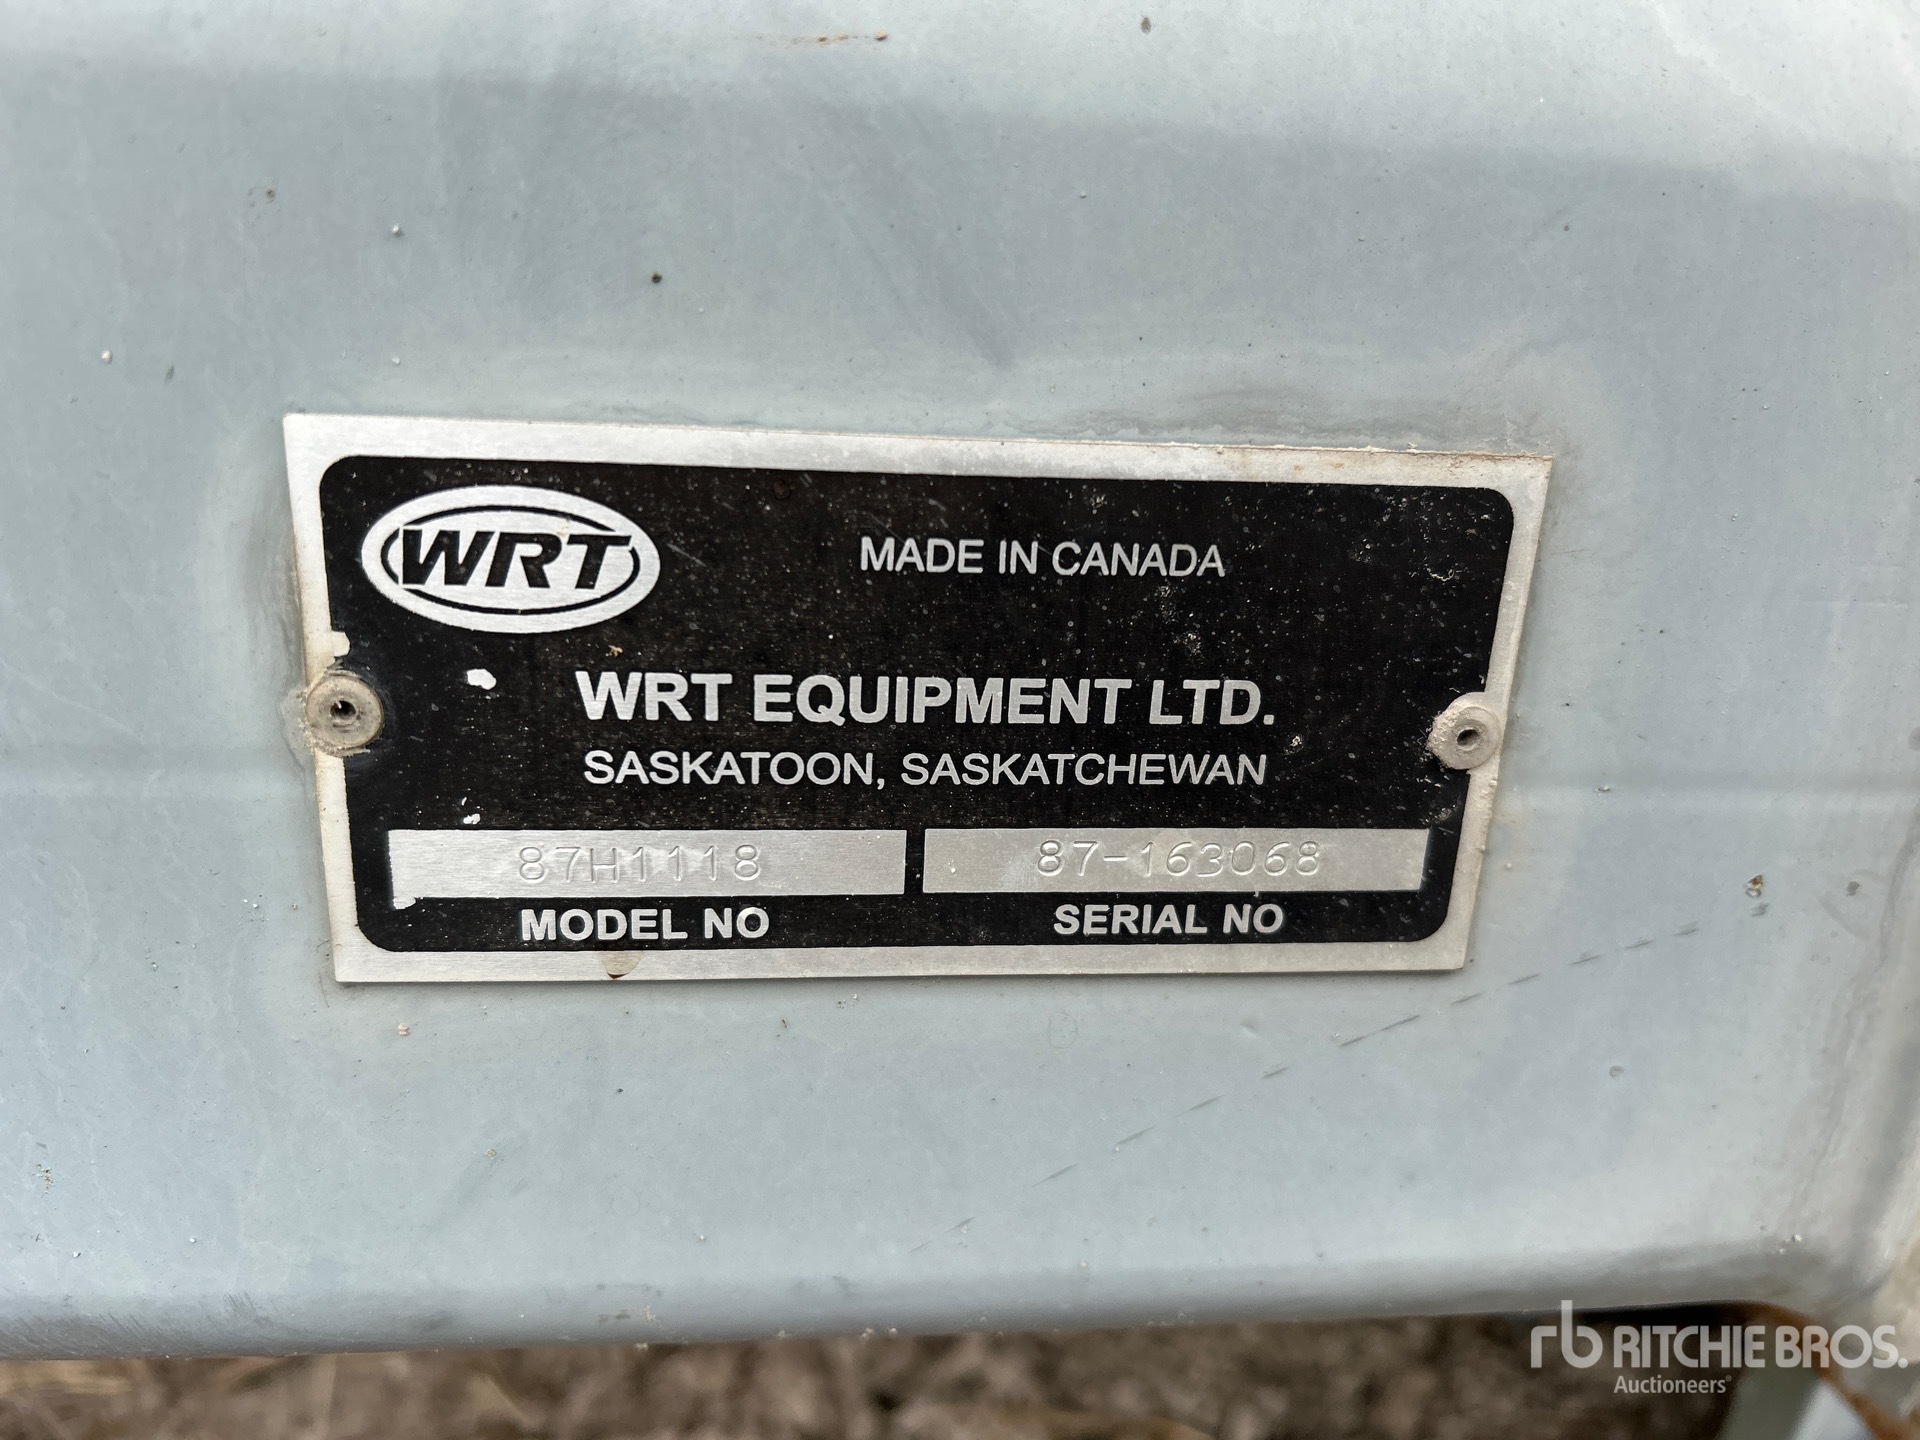 WRT
MADE IN CANADA
WRT EQUIPMENT LTD.
SASKATOON, SASKATCHEWAN
87H1118
87-163068
MODEL NO
SERIAL NO
rb RITCHIE BROS.
Auctioneers